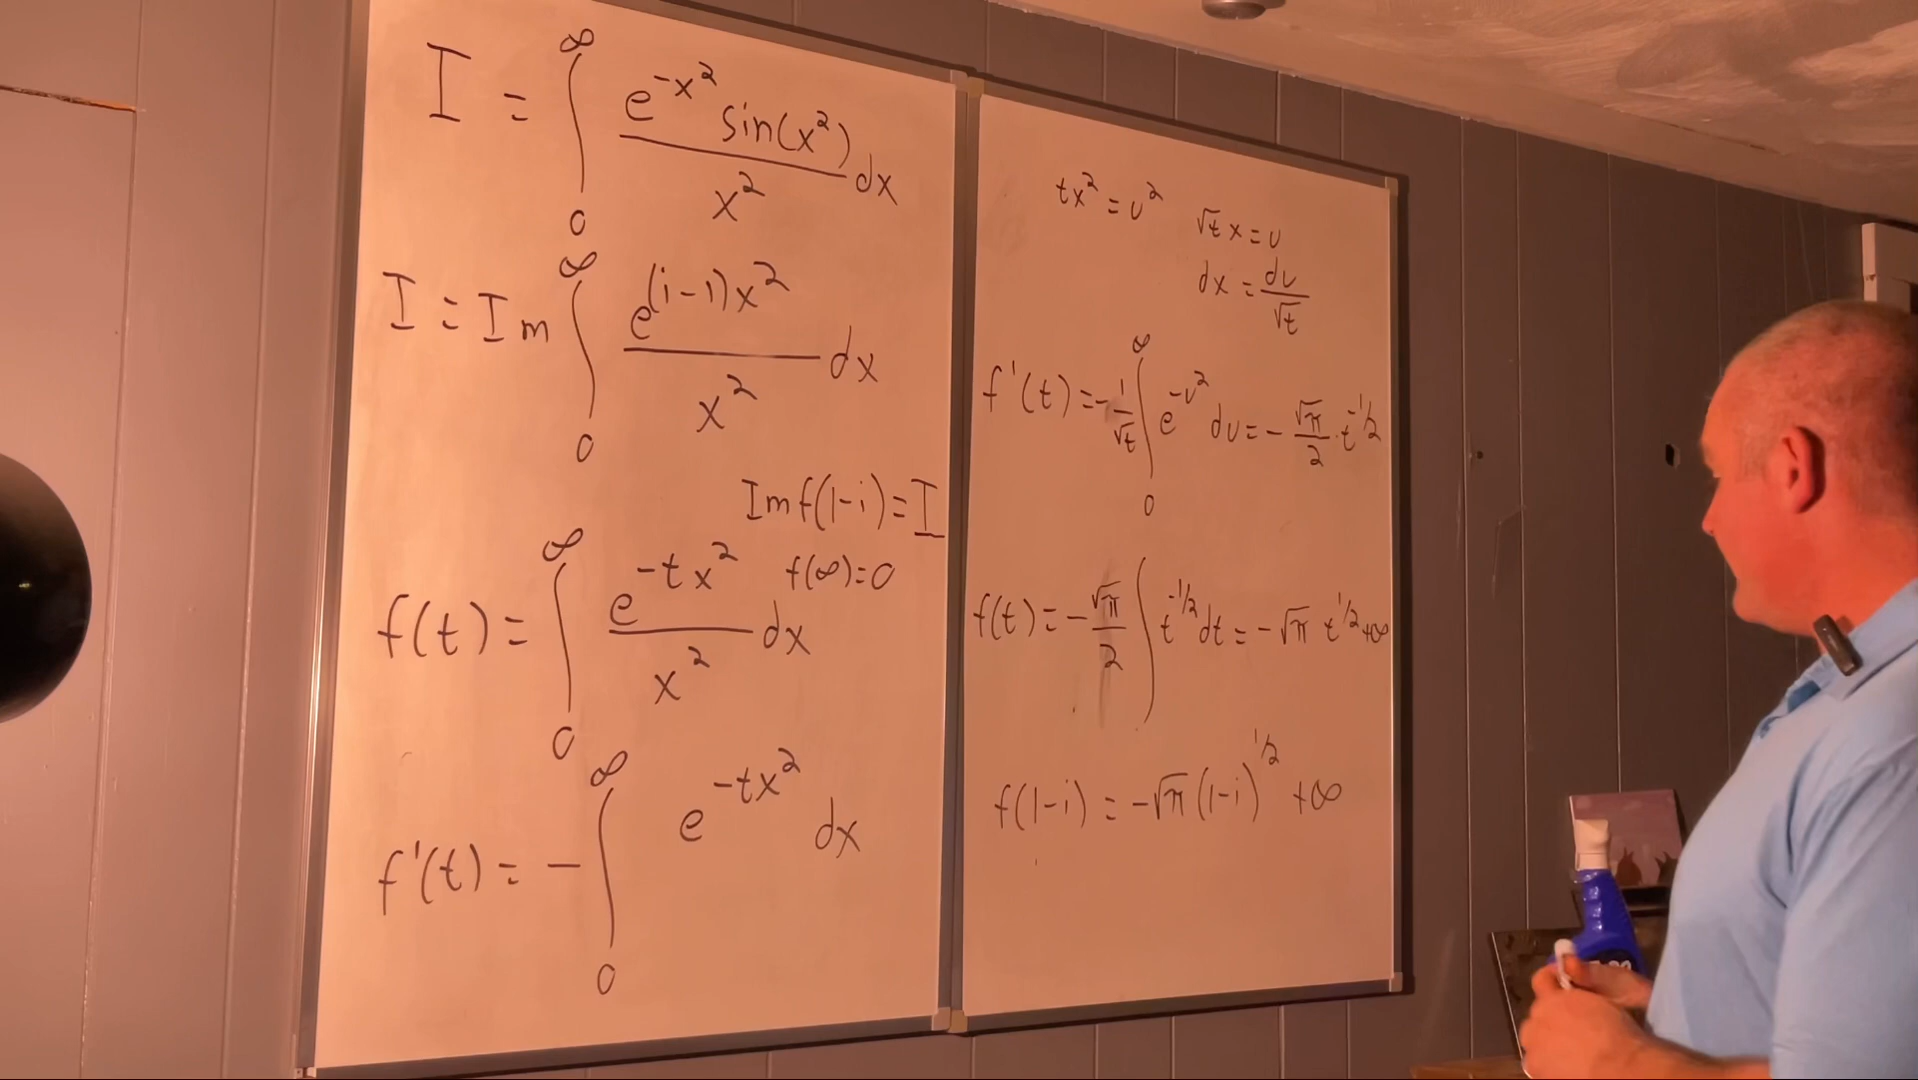 I = ∫₀^∞ e^(-x²) sin(x²) / x² dx
I = Im ∫₀^∞ e^((i-1)x²) / x² dx
Im f(1-i) = I
f(∞) = 0
f(t) = ∫₀^∞ e^(-tx²) / x² dx
f'(t) = - ∫₀^∞ e^(-tx²) dx
tx² = u²
√t x = u
dx = du / √t
f'(t) = - 1/√t ∫₀^∞ e^(-u²) du = - √π/2 · t^(-1/2)
f(t) = - √π/2 ∫ t^(-1/2) dt = -√π t^(1/2) + ∞
f(1-i) = -√π (1-i)^(1/2) + ∞